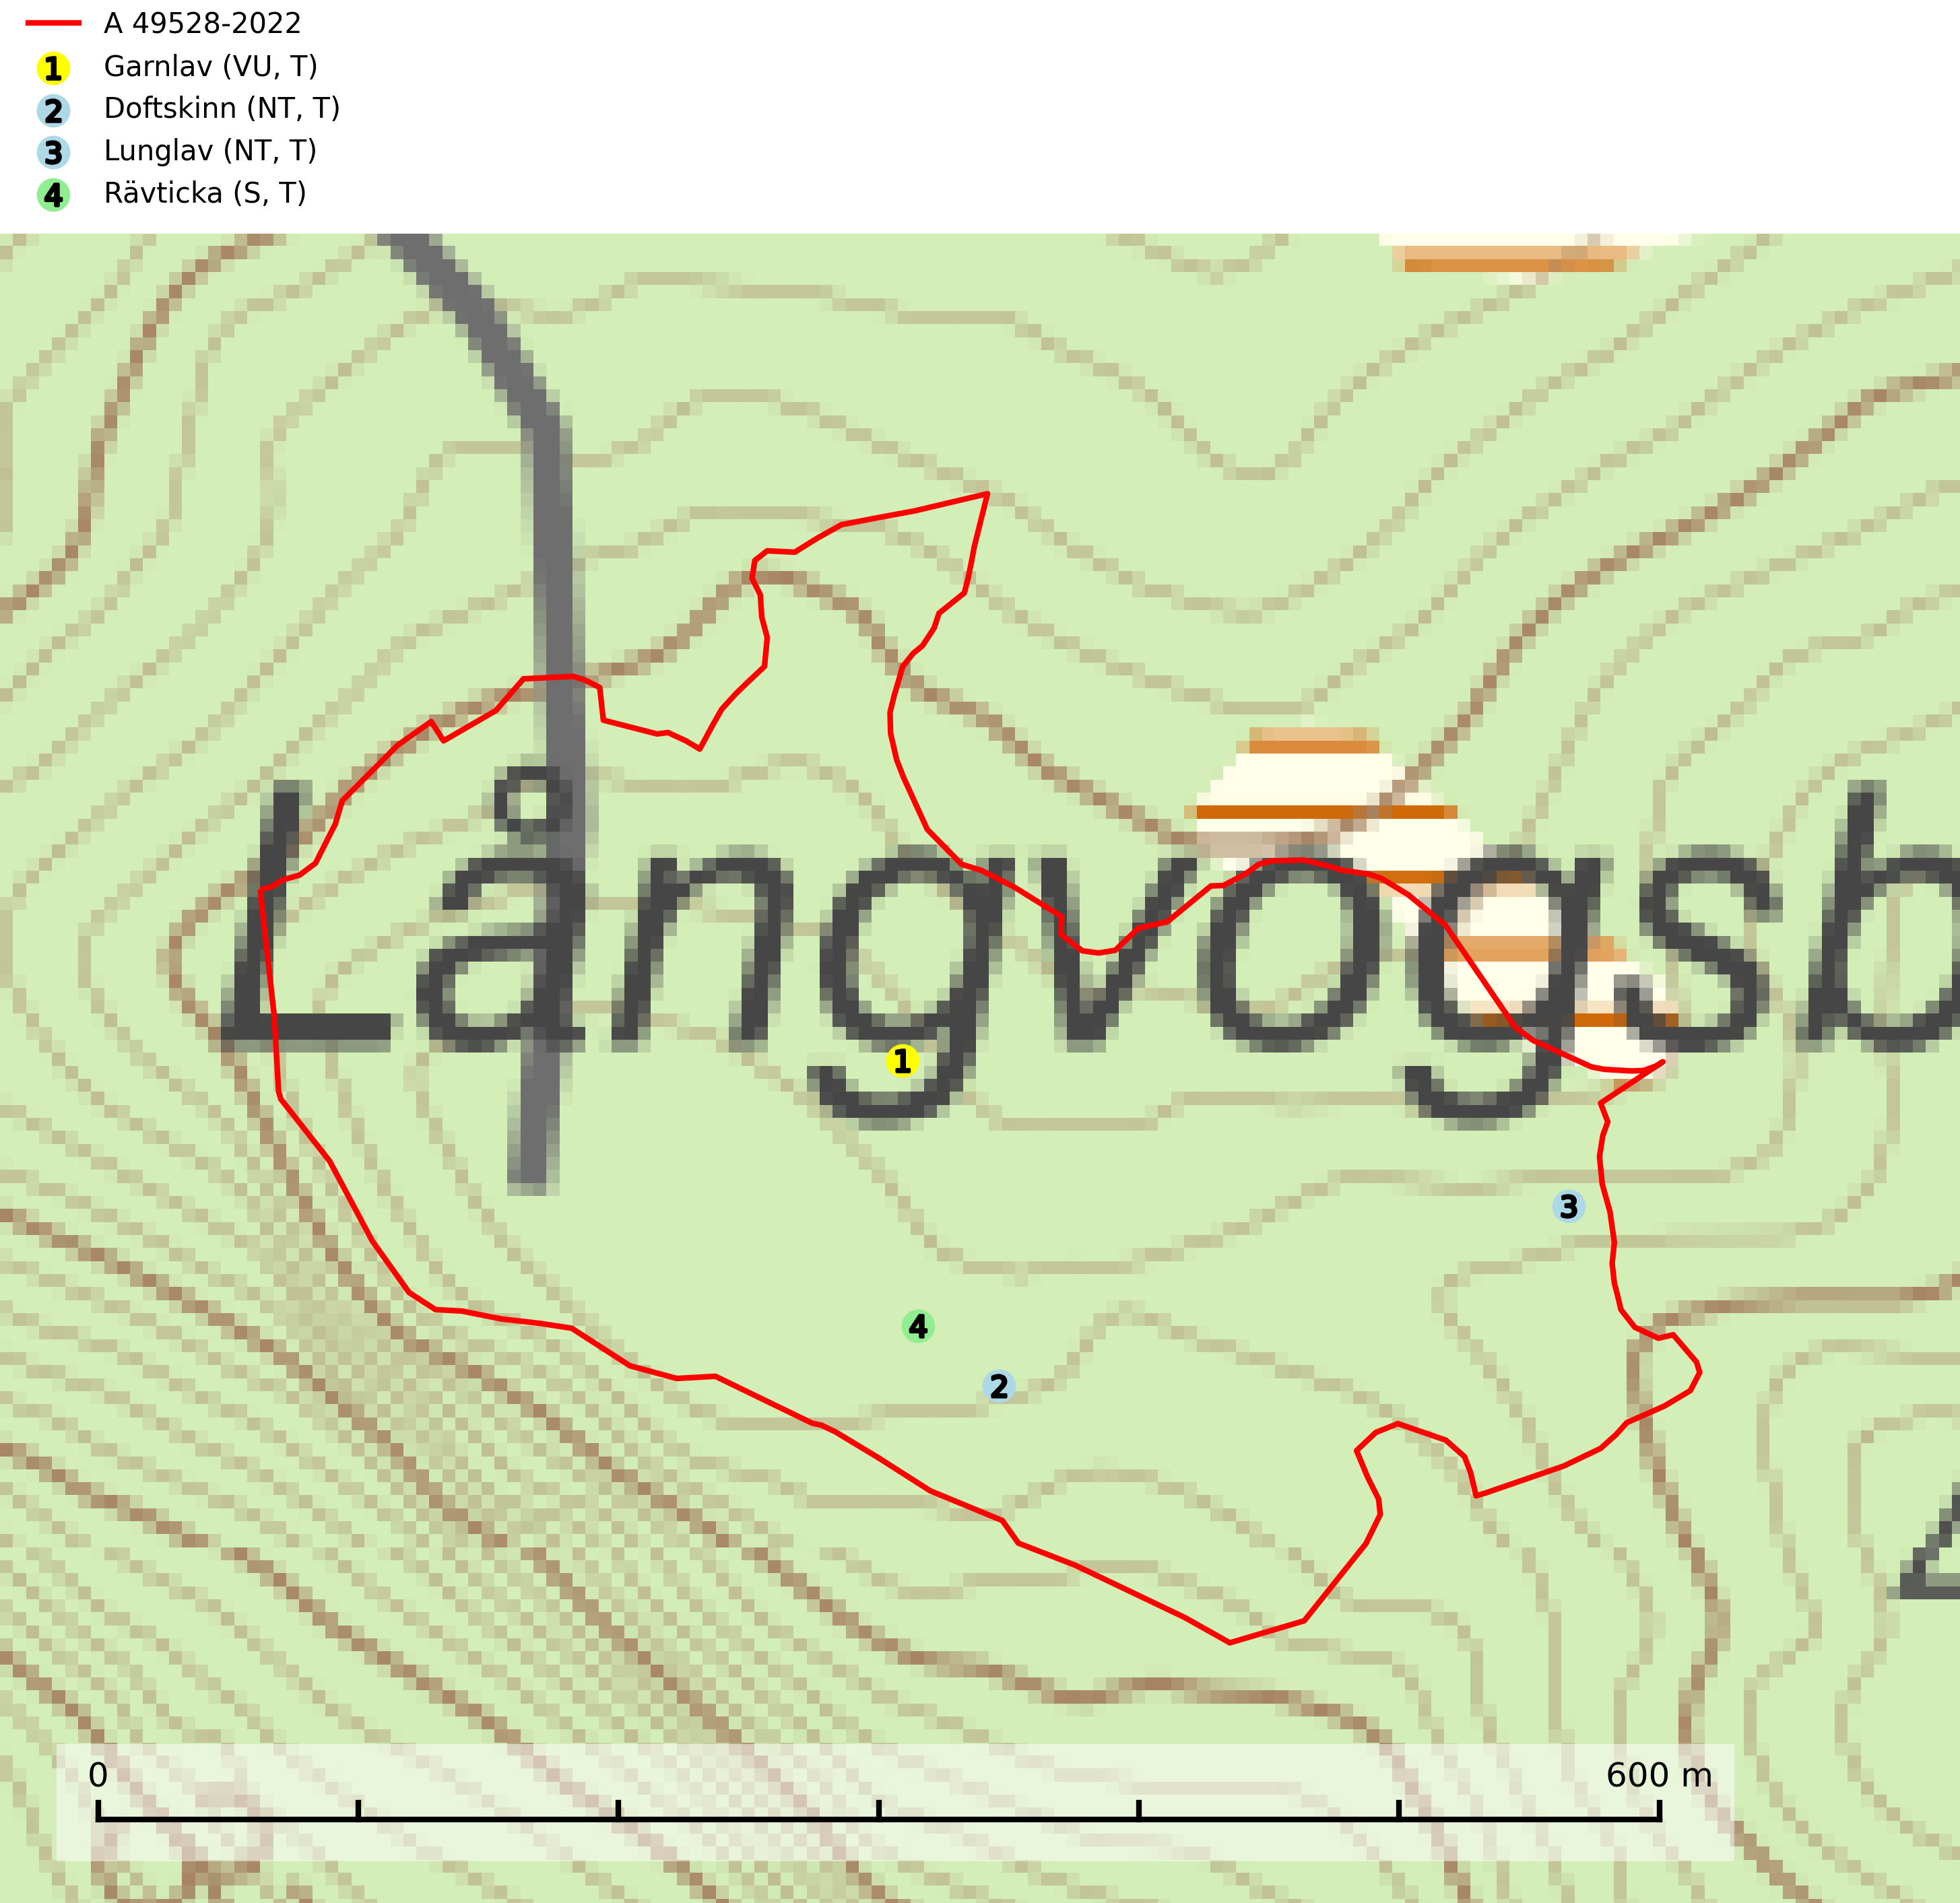 A 49528-2022
1 Garnlav (VU, T)
2 Doftskinn (NT, T)
3 Lunglav (NT, T)
4 Rävticka (S, T)
Långvogsb
1
3
4
2
0 600 m